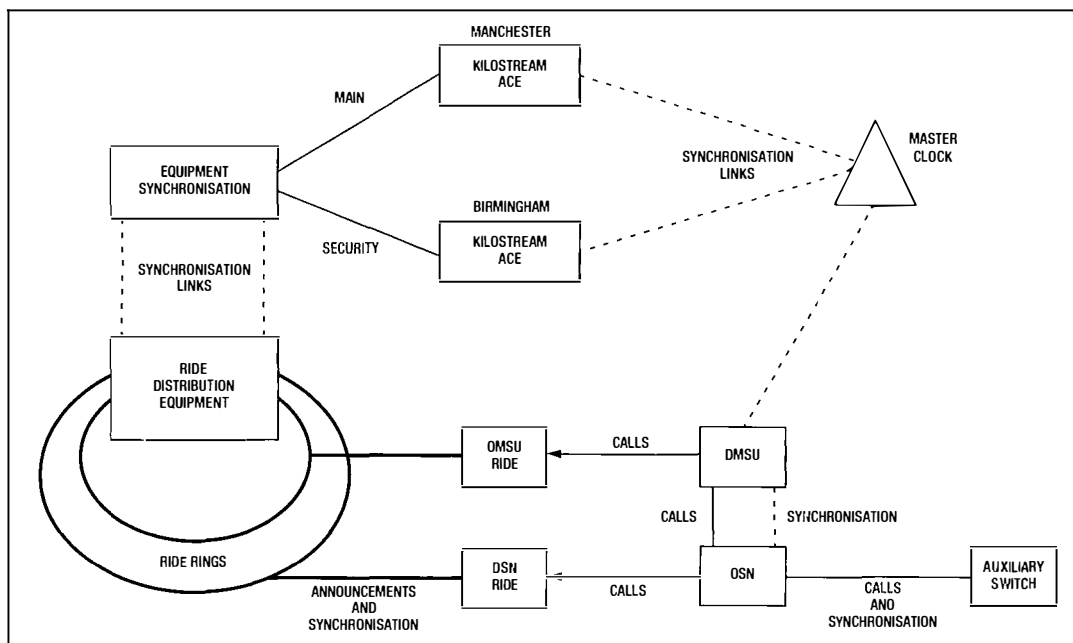 MANCHESTER
KILOSTREAM
ACE
MAIN
MASTER
CLOCK
SYNCHRONISATION
LINKS
EQUIPMENT
SYNCHRONISATION
BIRMINGHAM
KILOSTREAM
ACE
SECURITY
SYNCHRONISATION
LINKS
RIDE
DISTRIBUTION
EQUIPMENT
OMSU
RIDE
CALLS
DMSU
CALLS
SYNCHRONISATION
RIDE RINGS
DSN
RIDE
CALLS
OSN
AUXILIARY
SWITCH
ANNOUNCEMENTS
AND
SYNCHRONISATION
CALLS
AND
SYNCHRONISATION